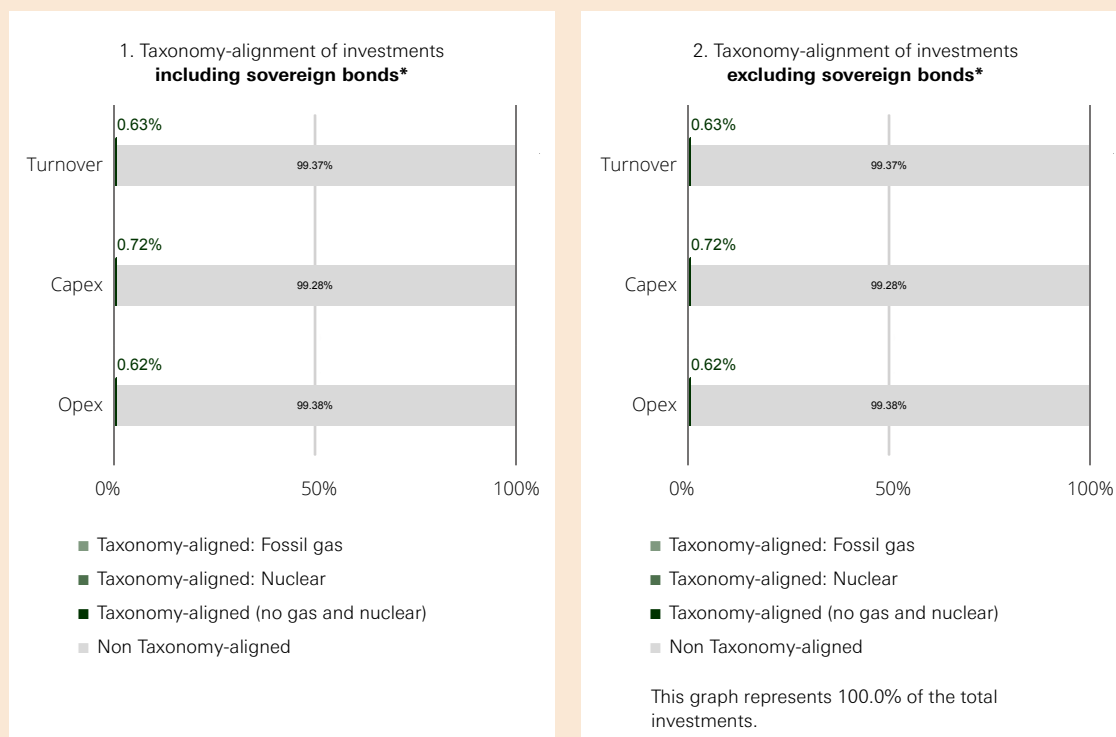 1. Taxonomy-alignment of investments
including sovereign bonds*
0.63%
Turnover
99.37%
0.72%
Capex
99.28%
0.62%
Opex
99.38%
0%
50%
100%
Taxonomy-aligned: Fossil gas
Taxonomy-aligned: Nuclear
Taxonomy-aligned (no gas and nuclear)
Non Taxonomy-aligned
2. Taxonomy-alignment of investments
excluding sovereign bonds*
0.63%
Turnover
99.37%
0.72%
Capex
99.28%
0.62%
Opex
99.38%
0%
50%
100%
Taxonomy-aligned: Fossil gas
Taxonomy-aligned: Nuclear
Taxonomy-aligned (no gas and nuclear)
Non Taxonomy-aligned
This graph represents 100.0% of the total
investments.